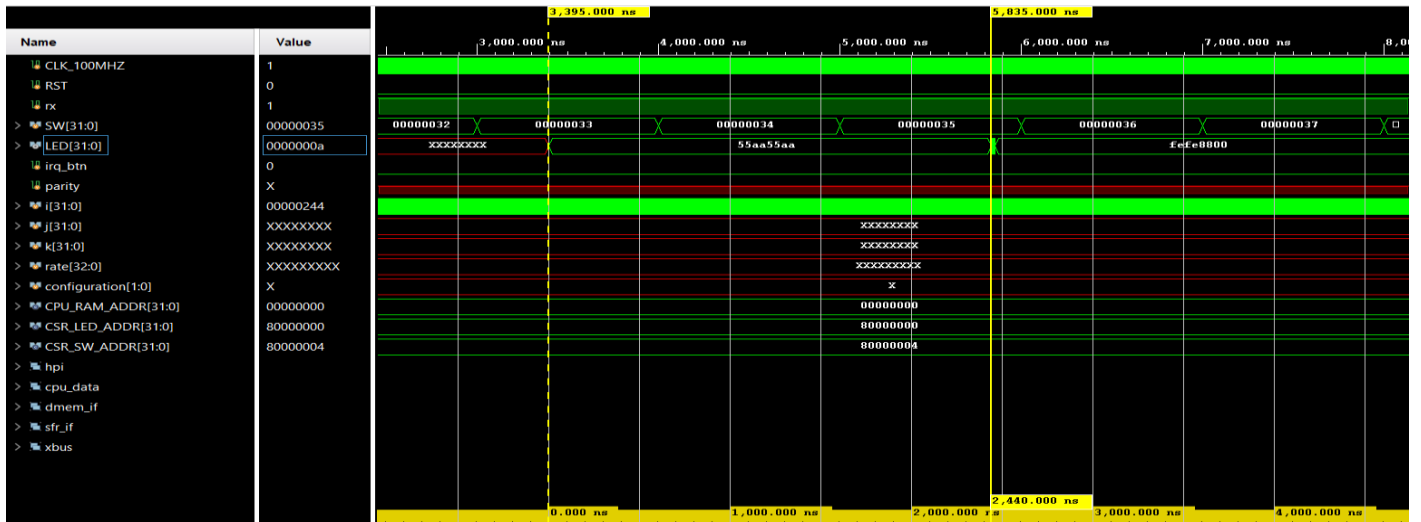 3,395.000 ns 5,835.000 ns
Name Value 3,000.000 ns 4,000.000 ns 5,000.000 ns 6,000.000 ns 7,000.000 ns 8,0
CLK_100MHZ 1
RST 0
rx 1
SW[31:0] 00000035 00000032 00000033 00000034 00000035 00000036 00000037
LED[31:0] 0000000a XXXXXXXX 55aa55aa fefe8800
irq_btn 0
parity X
i[31:0] 00000244
j[31:0] XXXXXXXX XXXXXXXX
k[31:0] XXXXXXXX XXXXXXXX
rate[32:0] XXXXXXXXX XXXXXXXXX
configuration[1:0] X X
CPU_RAM_ADDR[31:0] 00000000 00000000
CSR_LED_ADDR[31:0] 80000000 80000000
CSR_SW_ADDR[31:0] 80000004 80000004
hpi
cpu_data
dmem_if
sfr_if
xbus
2,440.000 ns
0.000 ns 1,000.000 ns 2,000.000 ns 3,000.000 ns 4,000.000 ns